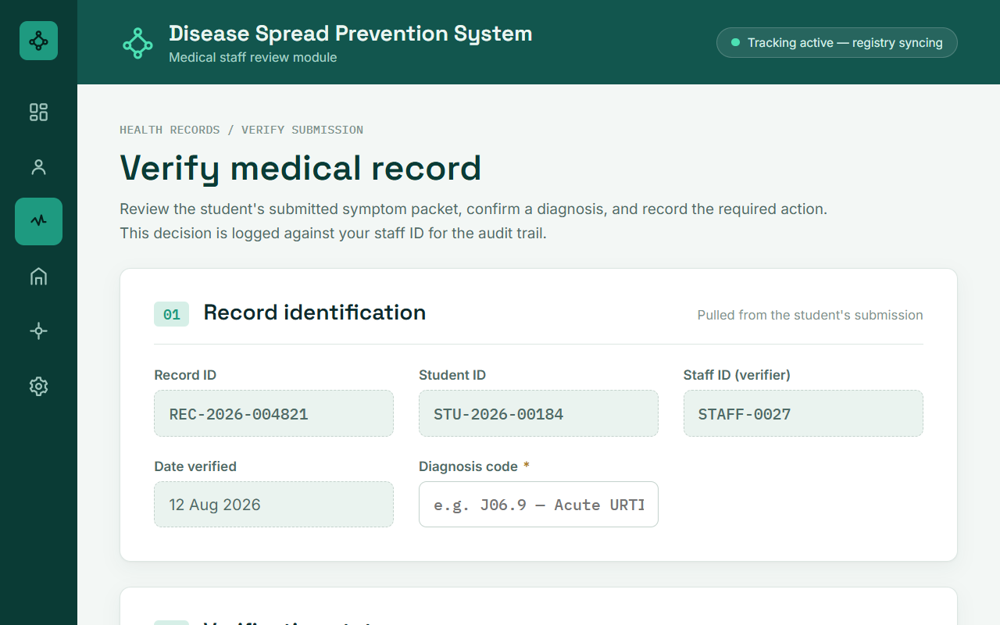 Disease Spread Prevention System
Medical staff review module
Tracking active — registry syncing
HEALTH RECORDS / VERIFY SUBMISSION
Verify medical record
Review the student's submitted symptom packet, confirm a diagnosis, and record the required action.
This decision is logged against your staff ID for the audit trail.
01 Record identification
Pulled from the student's submission
Record ID
Student ID
Staff ID (verifier)
REC-2026-004821
STU-2026-00184
STAFF-0027
Date verified
Diagnosis code *
12 Aug 2026
e.g. J06.9 — Acute URTI